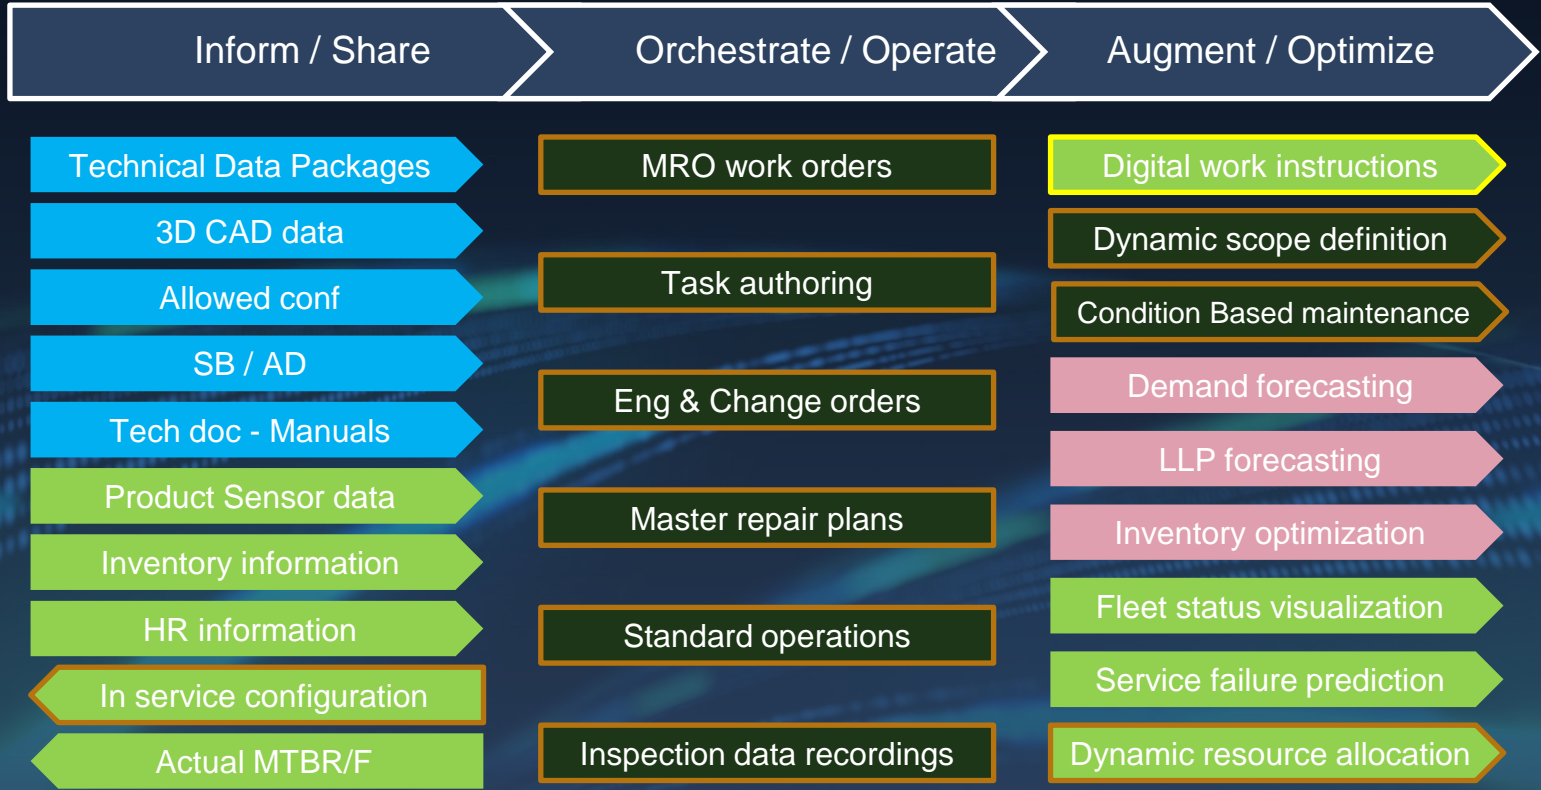 Inform / Share
Orchestrate / Operate
Augment / Optimize
Technical Data Packages
3D CAD data
Allowed conf
SB / AD
Tech doc - Manuals
Product Sensor data
Inventory information
HR information
In service configuration
Actual MTBR/F
MRO work orders
Task authoring
Eng & Change orders
Master repair plans
Standard operations
Inspection data recordings
Digital work instructions
Dynamic scope definition
Condition Based maintenance
Demand forecasting
LLP forecasting
Inventory optimization
Fleet status visualization
Service failure prediction
Dynamic resource allocation